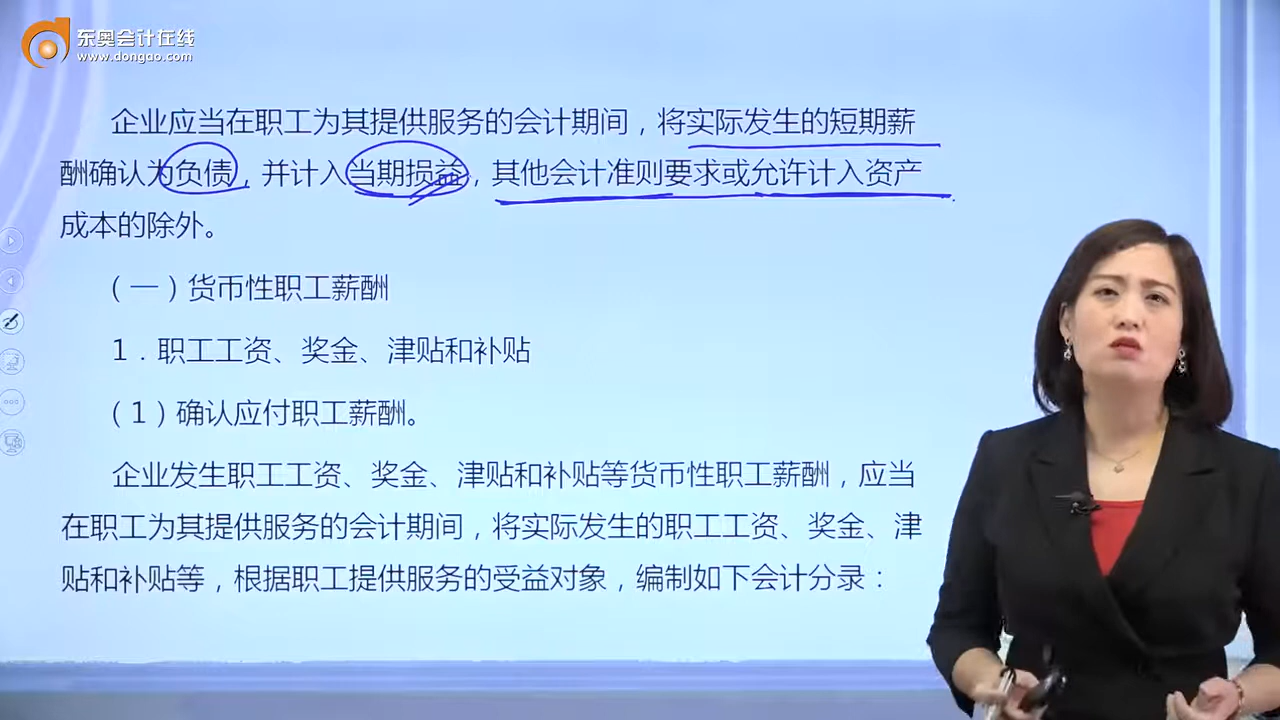 东奥会计在线
www.dongao.com
企业应当在职工为其提供服务的会计期间，将实际发生的短期薪
酬确认为负债，并计入当期损益，其他会计准则要求或允许计入资产
成本的除外。
（一）货币性职工薪酬
1．职工工资、奖金、津贴和补贴
（1）确认应付职工薪酬。
企业发生职工工资、奖金、津贴和补贴等货币性职工薪酬，应当
在职工为其提供服务的会计期间，将实际发生的职工工资、奖金、津
贴和补贴等，根据职工提供服务的受益对象，编制如下会计分录：